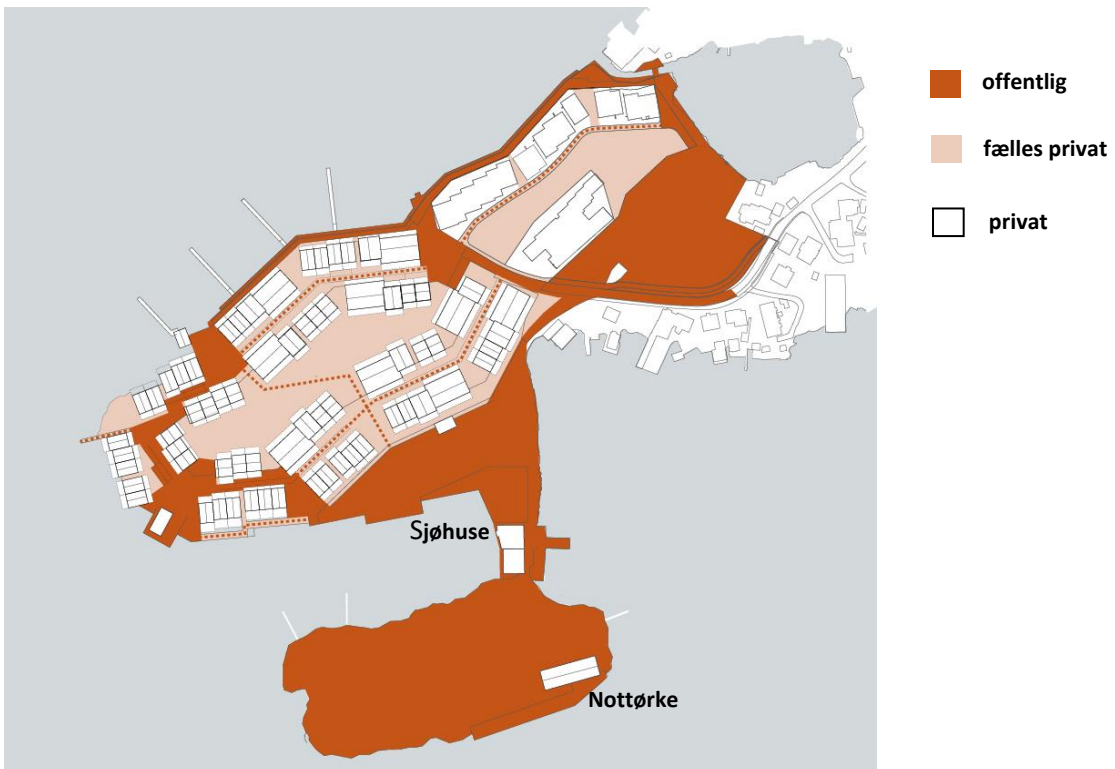 offentlig
fælles privat
privat
Sjøhuse
Nottørke